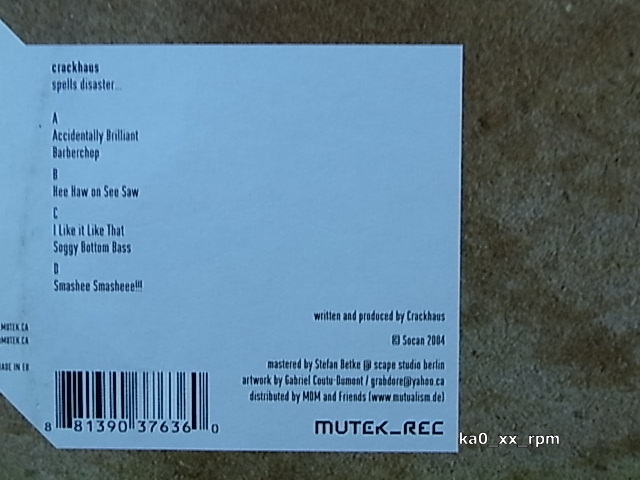 crackhaus
spells disaster...
A
Accidentally Brilliant
Barberchop
B
Hee Haw on See Saw
C
I Like it Like That
Soggy Bottom Bass
D
Smashee Smasheee!!!
written and produced by Crackhaus
Socan 2004
mastered by Stefan Betke @ scape studio berlin
artwork by Gabriel Coutu-Dumont / grabdore@yahoo.ca
distributed by MDM and Friends (www.mutualism.de)
MUTEK.CA
MUTEK.CA
MADE IN EU
8 81390 37636 0
MUTEK_REC
ka0_xx_rpm